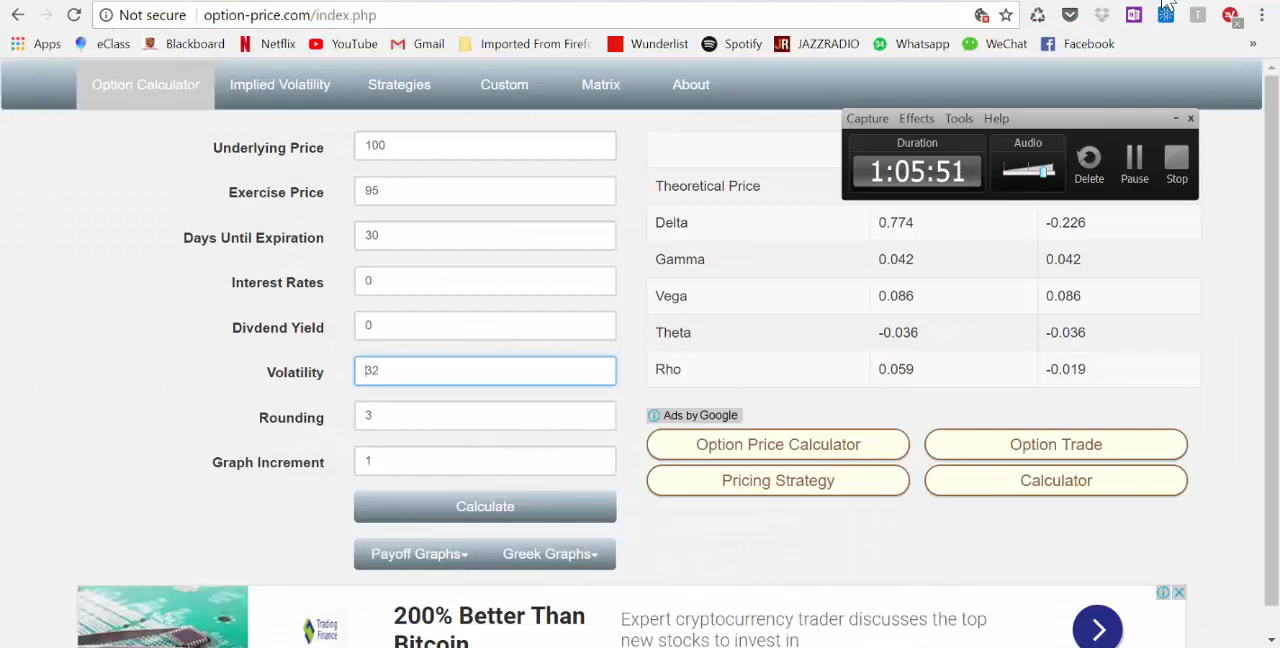 Not secure | option-price.com/index.php
Apps eClass Blackboard Netflix YouTube Gmail Imported From Firefo Wunderlist Spotify JAZZRADIO Whatsapp WeChat Facebook »
Option Calculator Implied Volatility Strategies Custom Matrix About
Capture Effects Tools Help - x
Duration Audio
1:05:51 Delete Pause Stop
Underlying Price 100
Exercise Price 95
Days Until Expiration 30
Interest Rates 0
Divdend Yield 0
Volatility 32
Rounding 3
Graph Increment 1
Calculate
Payoff Graphs Greek Graphs
Theoretical Price
Delta 0.774 -0.226
Gamma 0.042 0.042
Vega 0.086 0.086
Theta -0.036 -0.036
Rho 0.059 -0.019
Ads by Google
Option Price Calculator Option Trade
Pricing Strategy Calculator
Trading
Finance
200% Better Than
Bitcoin
Expert cryptocurrency trader discusses the top
new stocks to invest in